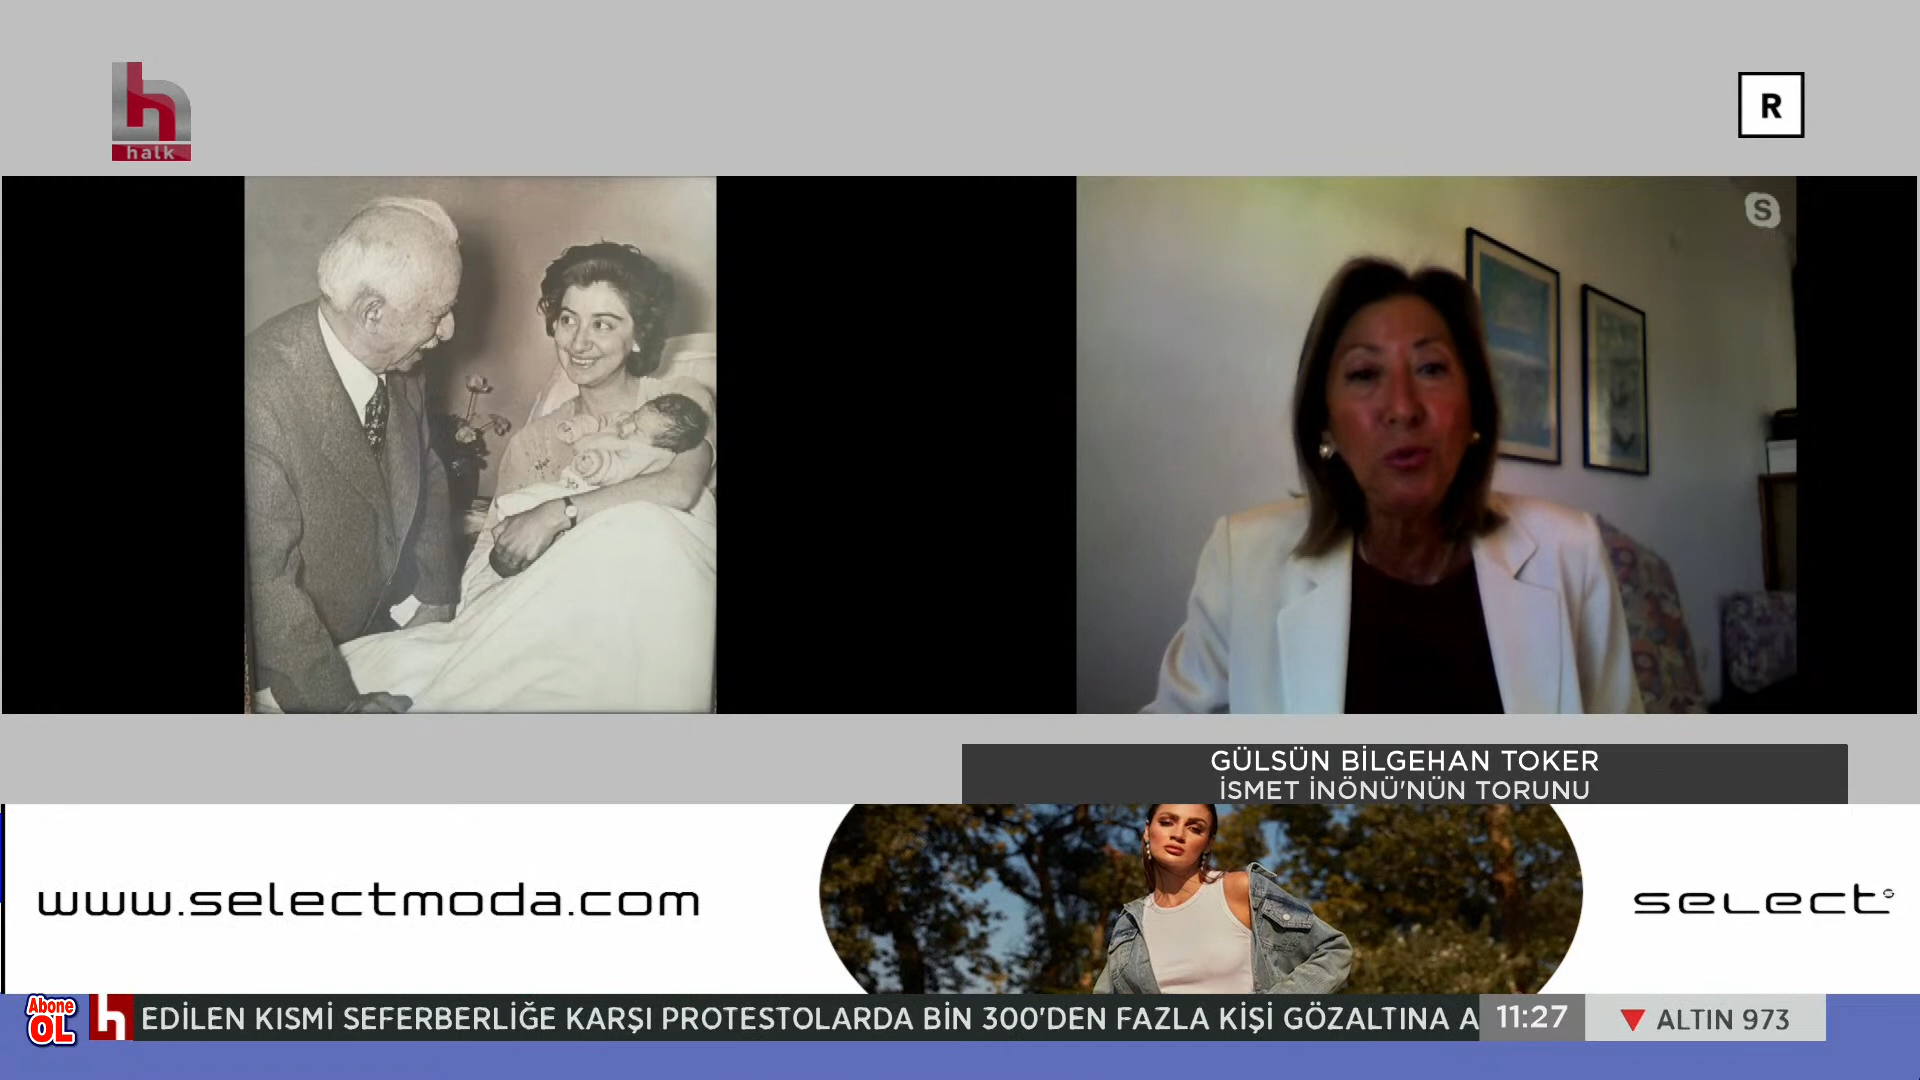 halk
R
S
GÜLSÜN BİLGEHAN TOKER
İSMET İNÖNÜ'NÜN TORUNU
www.selectmoda.com
select
Abone
OL
EDİLEN KISMİ SEFERBERLİĞE KARŞI PROTESTOLARDA BİN 300'DEN FAZLA KİŞİ GÖZALTINA A
11:27
ALTIN 973